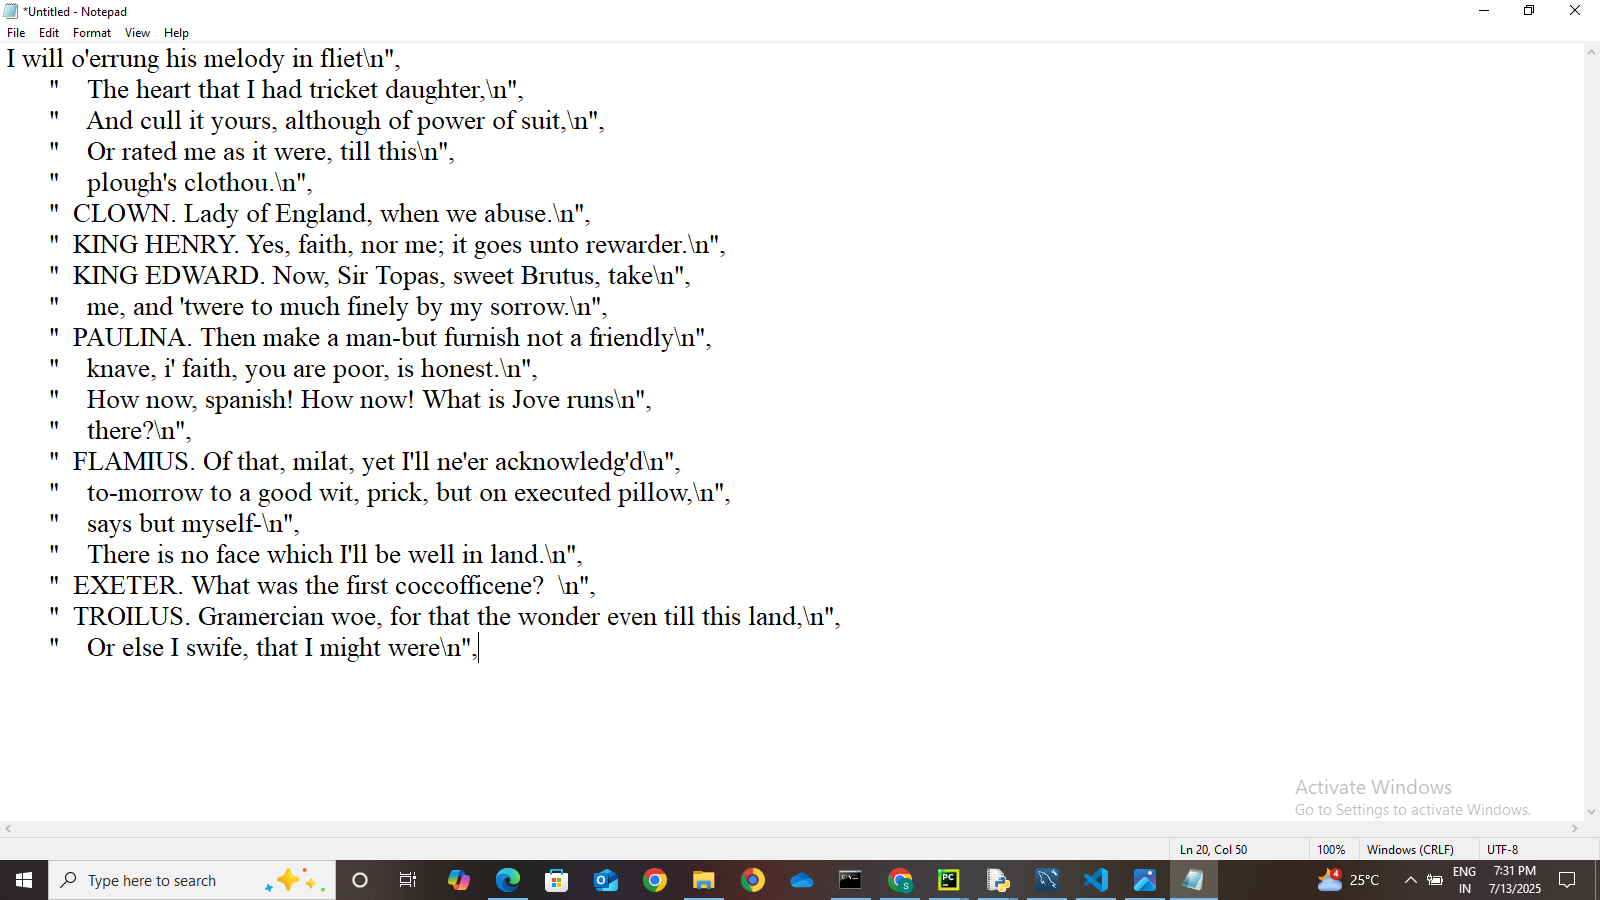 *Untitled - Notepad
File Edit Format View Help
I will o'errung his melody in fliet\n",
"    The heart that I had tricket daughter,\n",
"    And cull it yours, although of power of suit,\n",
"    Or rated me as it were, till this\n",
"    plough's clothou.\n",
"  CLOWN. Lady of England, when we abuse.\n",
"  KING HENRY. Yes, faith, nor me; it goes unto rewarder.\n",
"  KING EDWARD. Now, Sir Topas, sweet Brutus, take\n",
"    me, and 'twere to much finely by my sorrow.\n",
"  PAULINA. Then make a man-but furnish not a friendly\n",
"    knave, i' faith, you are poor, is honest.\n",
"    How now, spanish! How now! What is Jove runs\n",
"    there?\n",
"  FLAMIUS. Of that, milat, yet I'll ne'er acknowledg'd\n",
"    to-morrow to a good wit, prick, but on executed pillow,\n",
"    says but myself-\n",
"    There is no face which I'll be well in land.\n",
"  EXETER. What was the first coccofficene?  \n",
"  TROILUS. Gramercian woe, for that the wonder even till this land,\n",
"    Or else I swife, that I might were\n",
Activate Windows
Go to Settings to activate Windows.
Ln 20, Col 50 100% Windows (CRLF) UTF-8
Type here to search
S
PC
4
25°C
ENG
IN
7:31 PM
7/13/2025